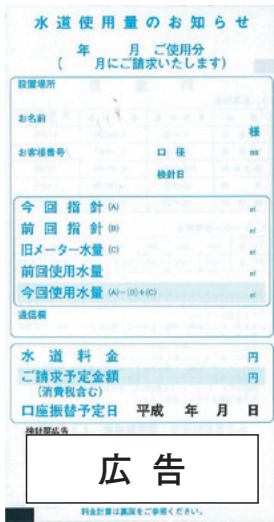 水道使用量のお知らせ
年 月 ご使用分
( 月にご請求いたします)
設置場所
お名前
様
お客様番号 口径 mm
検針日
今回指針(A) ㎥
前回指針(B) ㎥
旧メーター水量(C) ㎥
前回使用水量 ㎥
今回使用水量(A)-(B)+(C) ㎥
通信欄
水道料金 円
ご請求予定金額 円
(消費税含む)
口座振替予定日 平成 年 月 日
検針票広告
広告
料金計算は裏面をご参照ください。